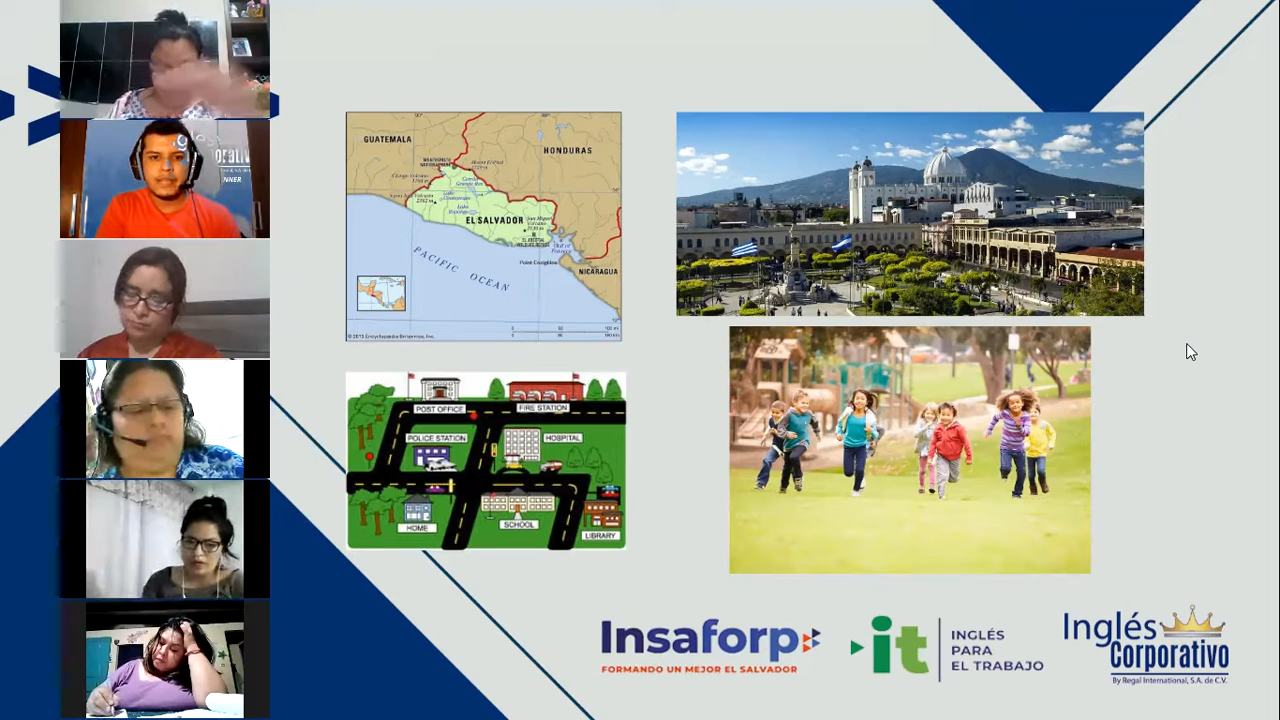 GUATEMALA
HONDURAS
EL SALVADOR
PACIFIC OCEAN
NICARAGUA
POST OFFICE
FIRE STATION
POLICE STATION
HOSPITAL
HOME
SCHOOL
LIBRARY
Insaforp
FORMANDO UN MEJOR EL SALVADOR
it
INGLÉS
PARA
EL TRABAJO
Inglés
Corporativo
By Regal International, S.A. de C.V.